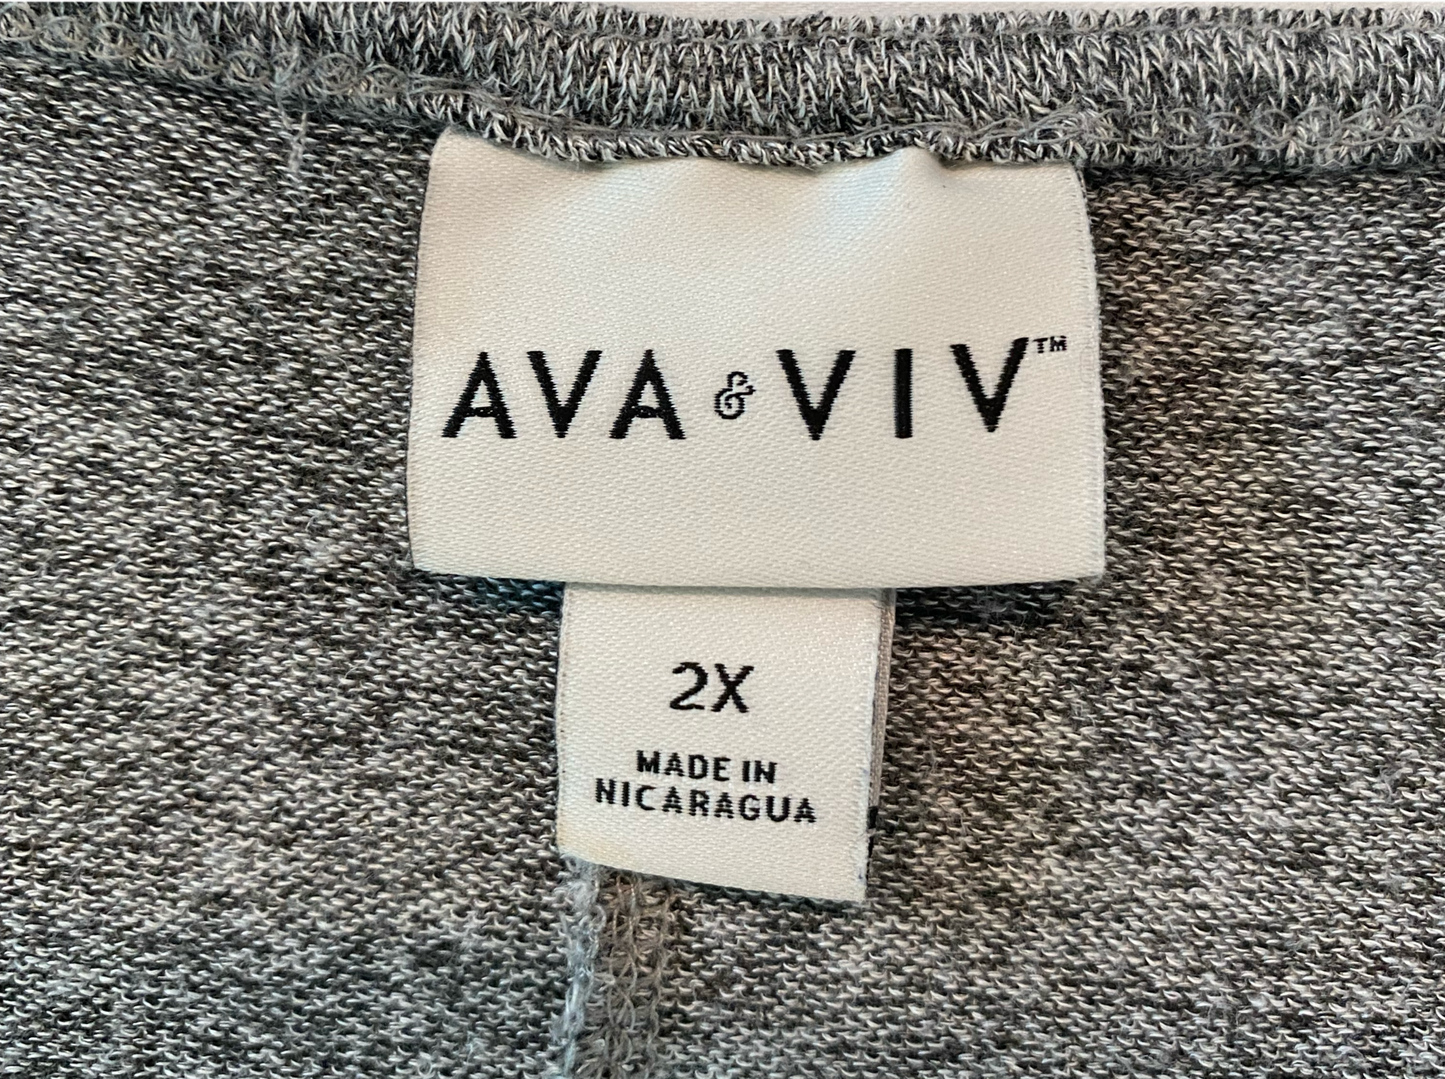 AVA & VIV™
2X
MADE IN
NICARAGUA